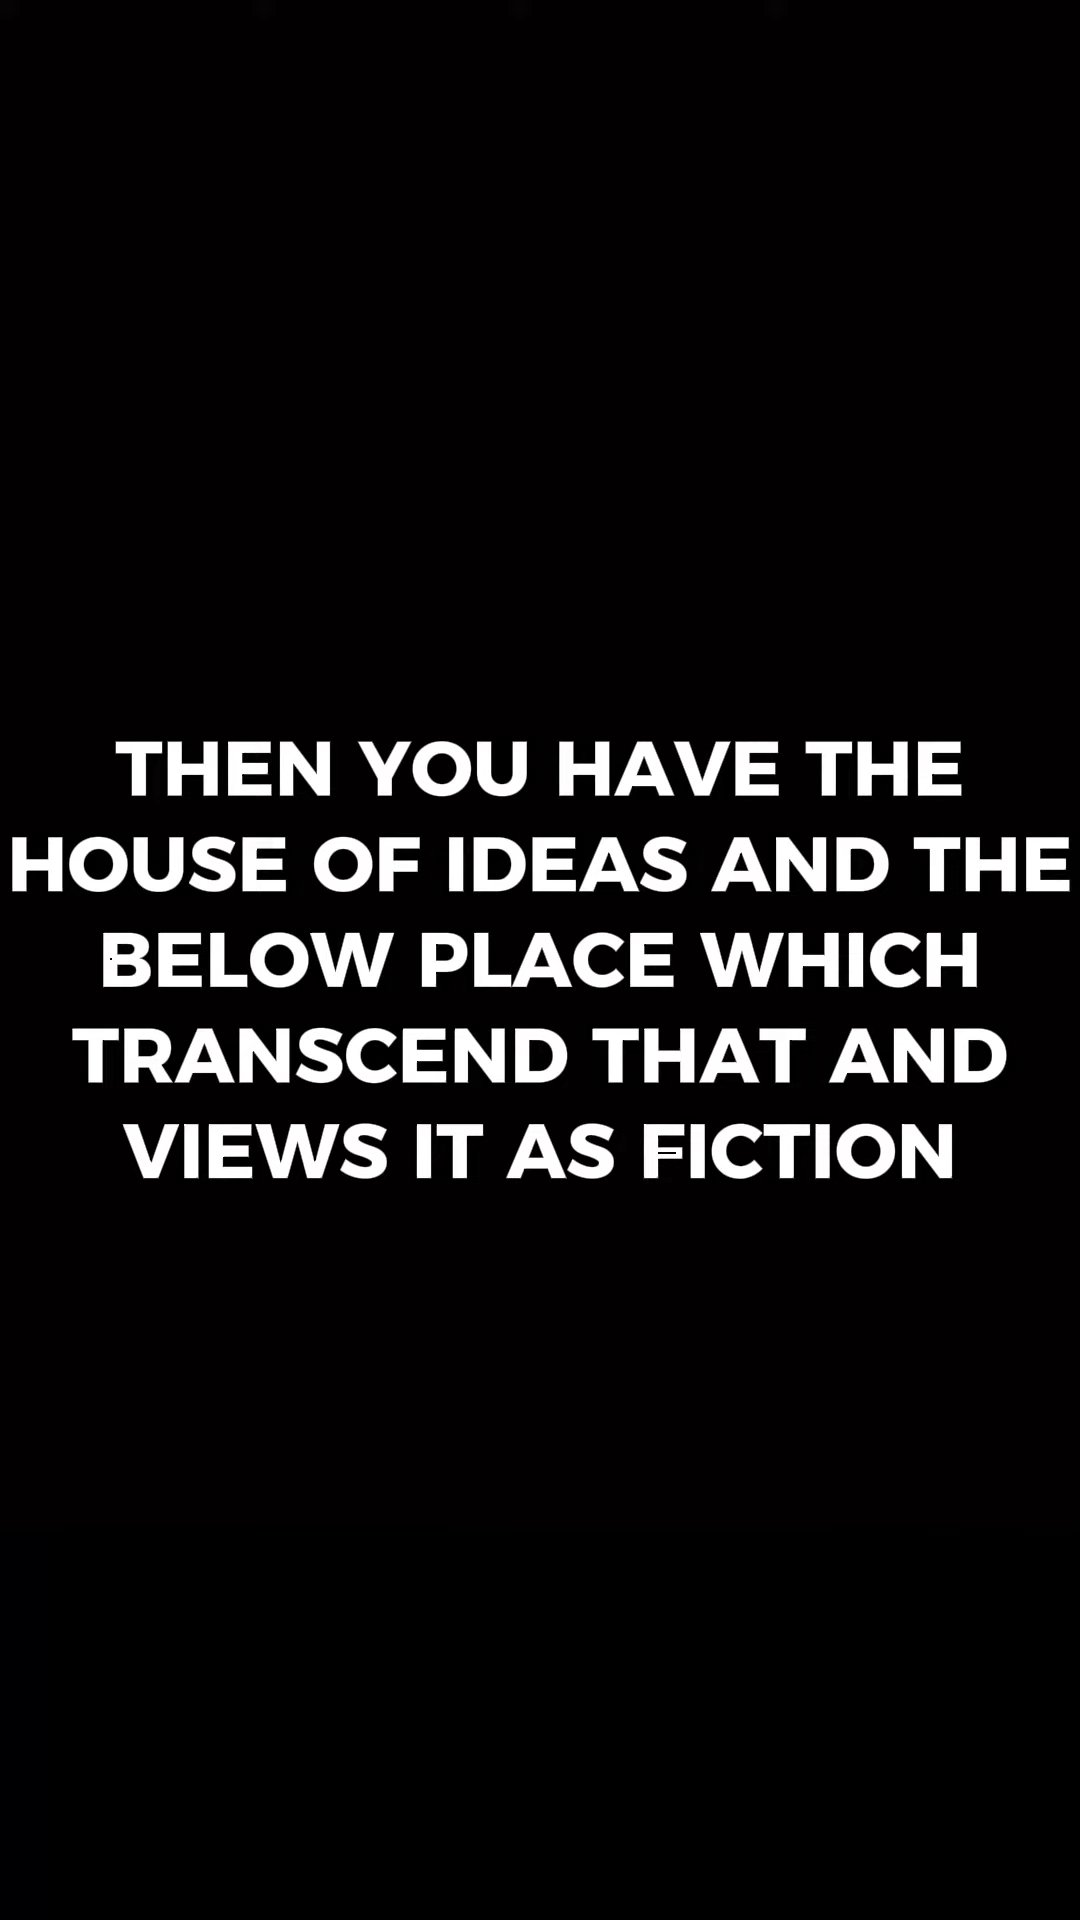 THEN YOU HAVE THE
HOUSE OF IDEAS AND THE
BELOW PLACE WHICH
TRANSCEND THAT AND
VIEWS IT AS FICTION